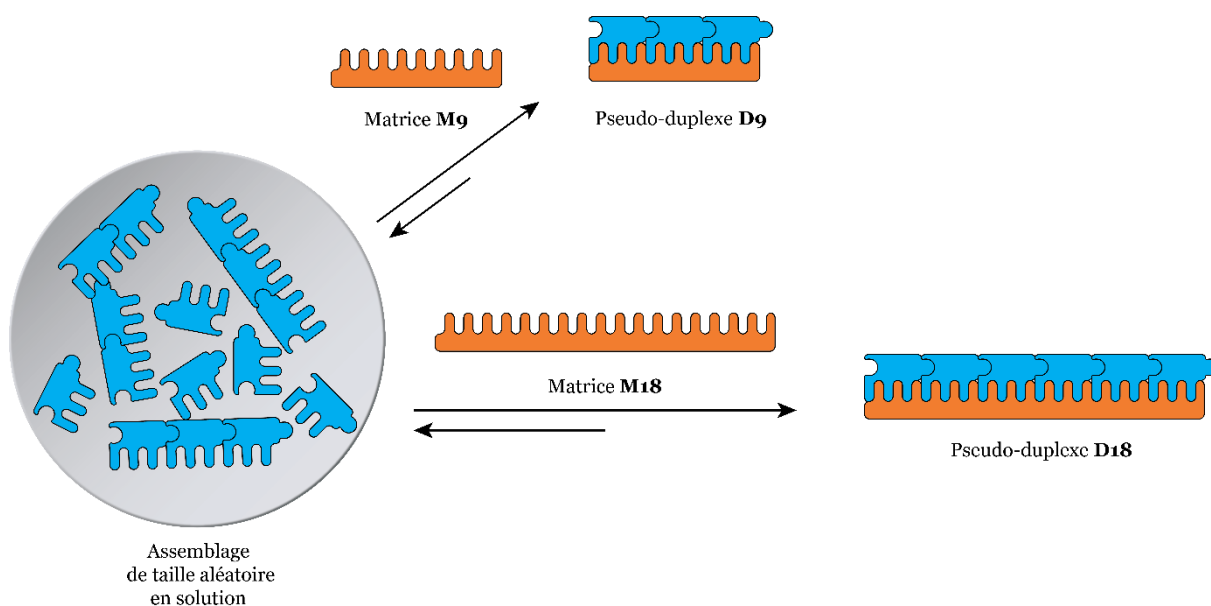 Matrice M9
Pseudo-duplexe D9
Matrice M18
Pseudo-duplexe D18
Assemblage
de taille aléatoire
en solution